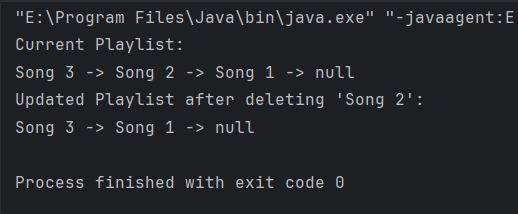 "E:\Program Files\Java\bin\java.exe" "-javaagent:E
Current Playlist:
Song 3 -> Song 2 -> Song 1 -> null
Updated Playlist after deleting 'Song 2':
Song 3 -> Song 1 -> null
Process finished with exit code 0